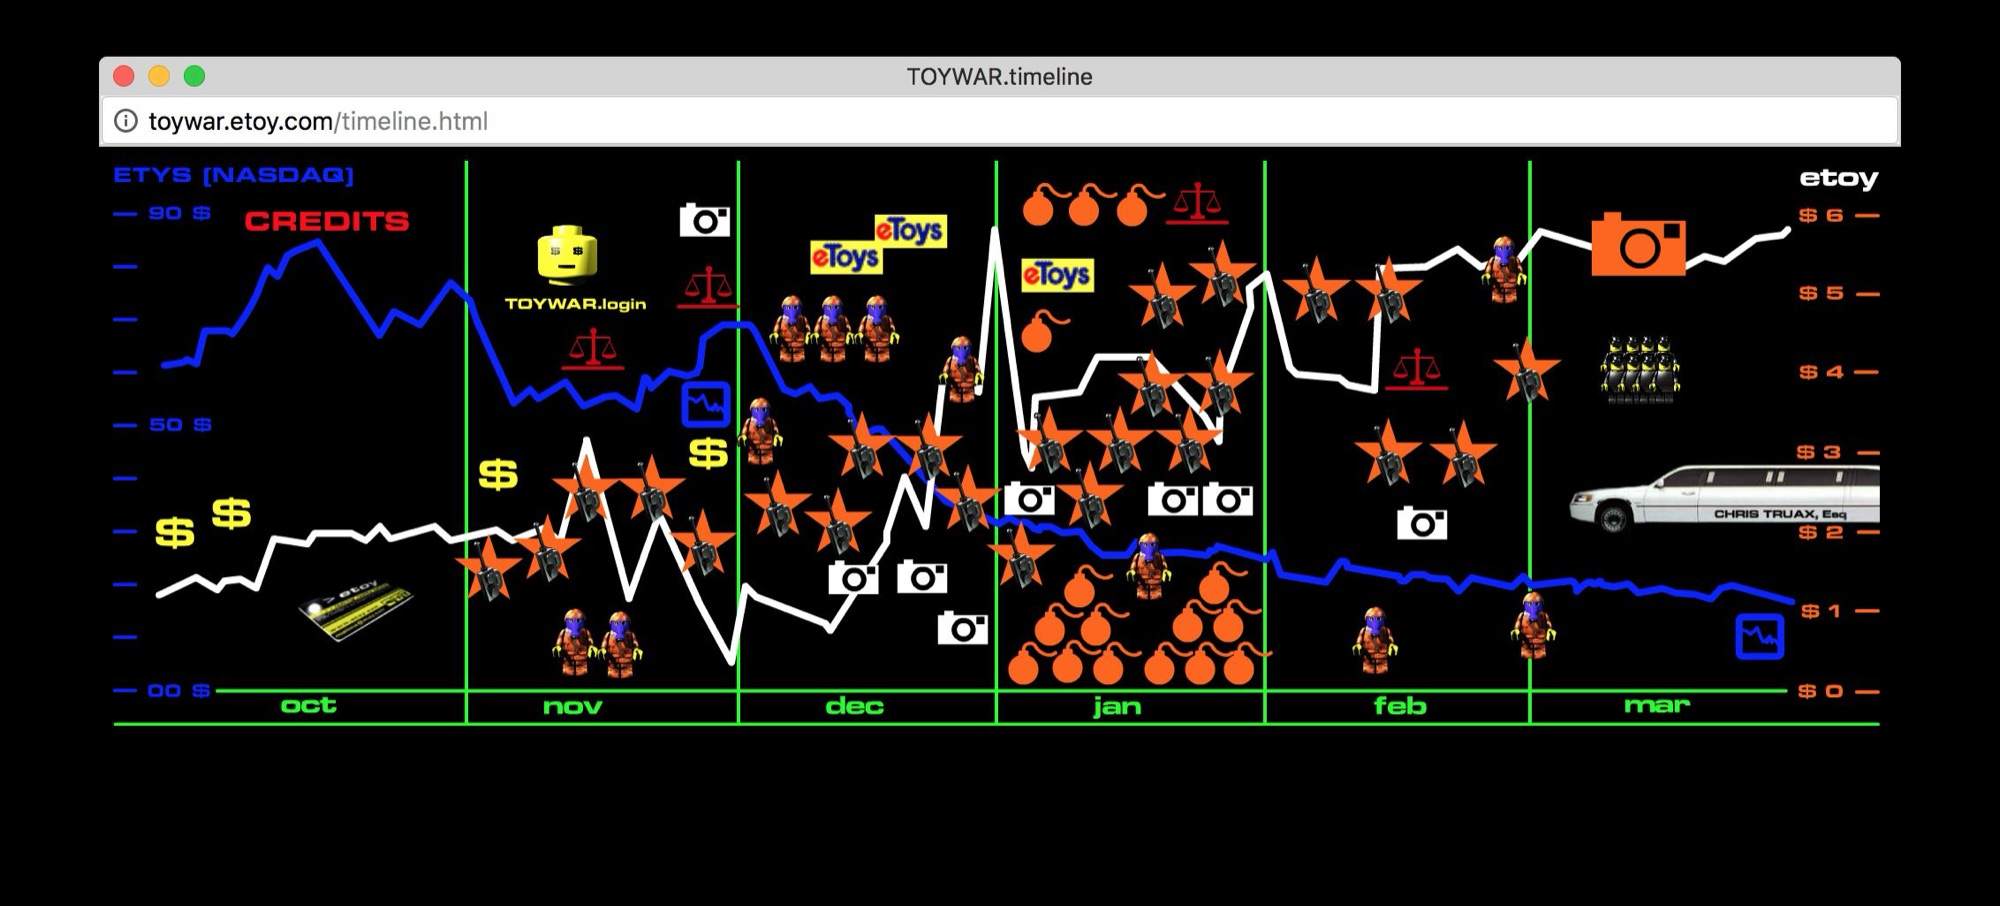 TOYWAR.timeline
toywar.etoy.com/timeline.html
ETYS [NASDAQ]
etoy
90 $
CREDITS
$ 6
eToys
eToys
eToys
$ $
$ 5
TOYWAR.login
$ 4
50 $
$
$ 3
$
$
$
CHRIS TRUAX, Esq
$ 2
> etoy
$ 1
00 $
$ 0
oct
nov
dec
jan
feb
mar